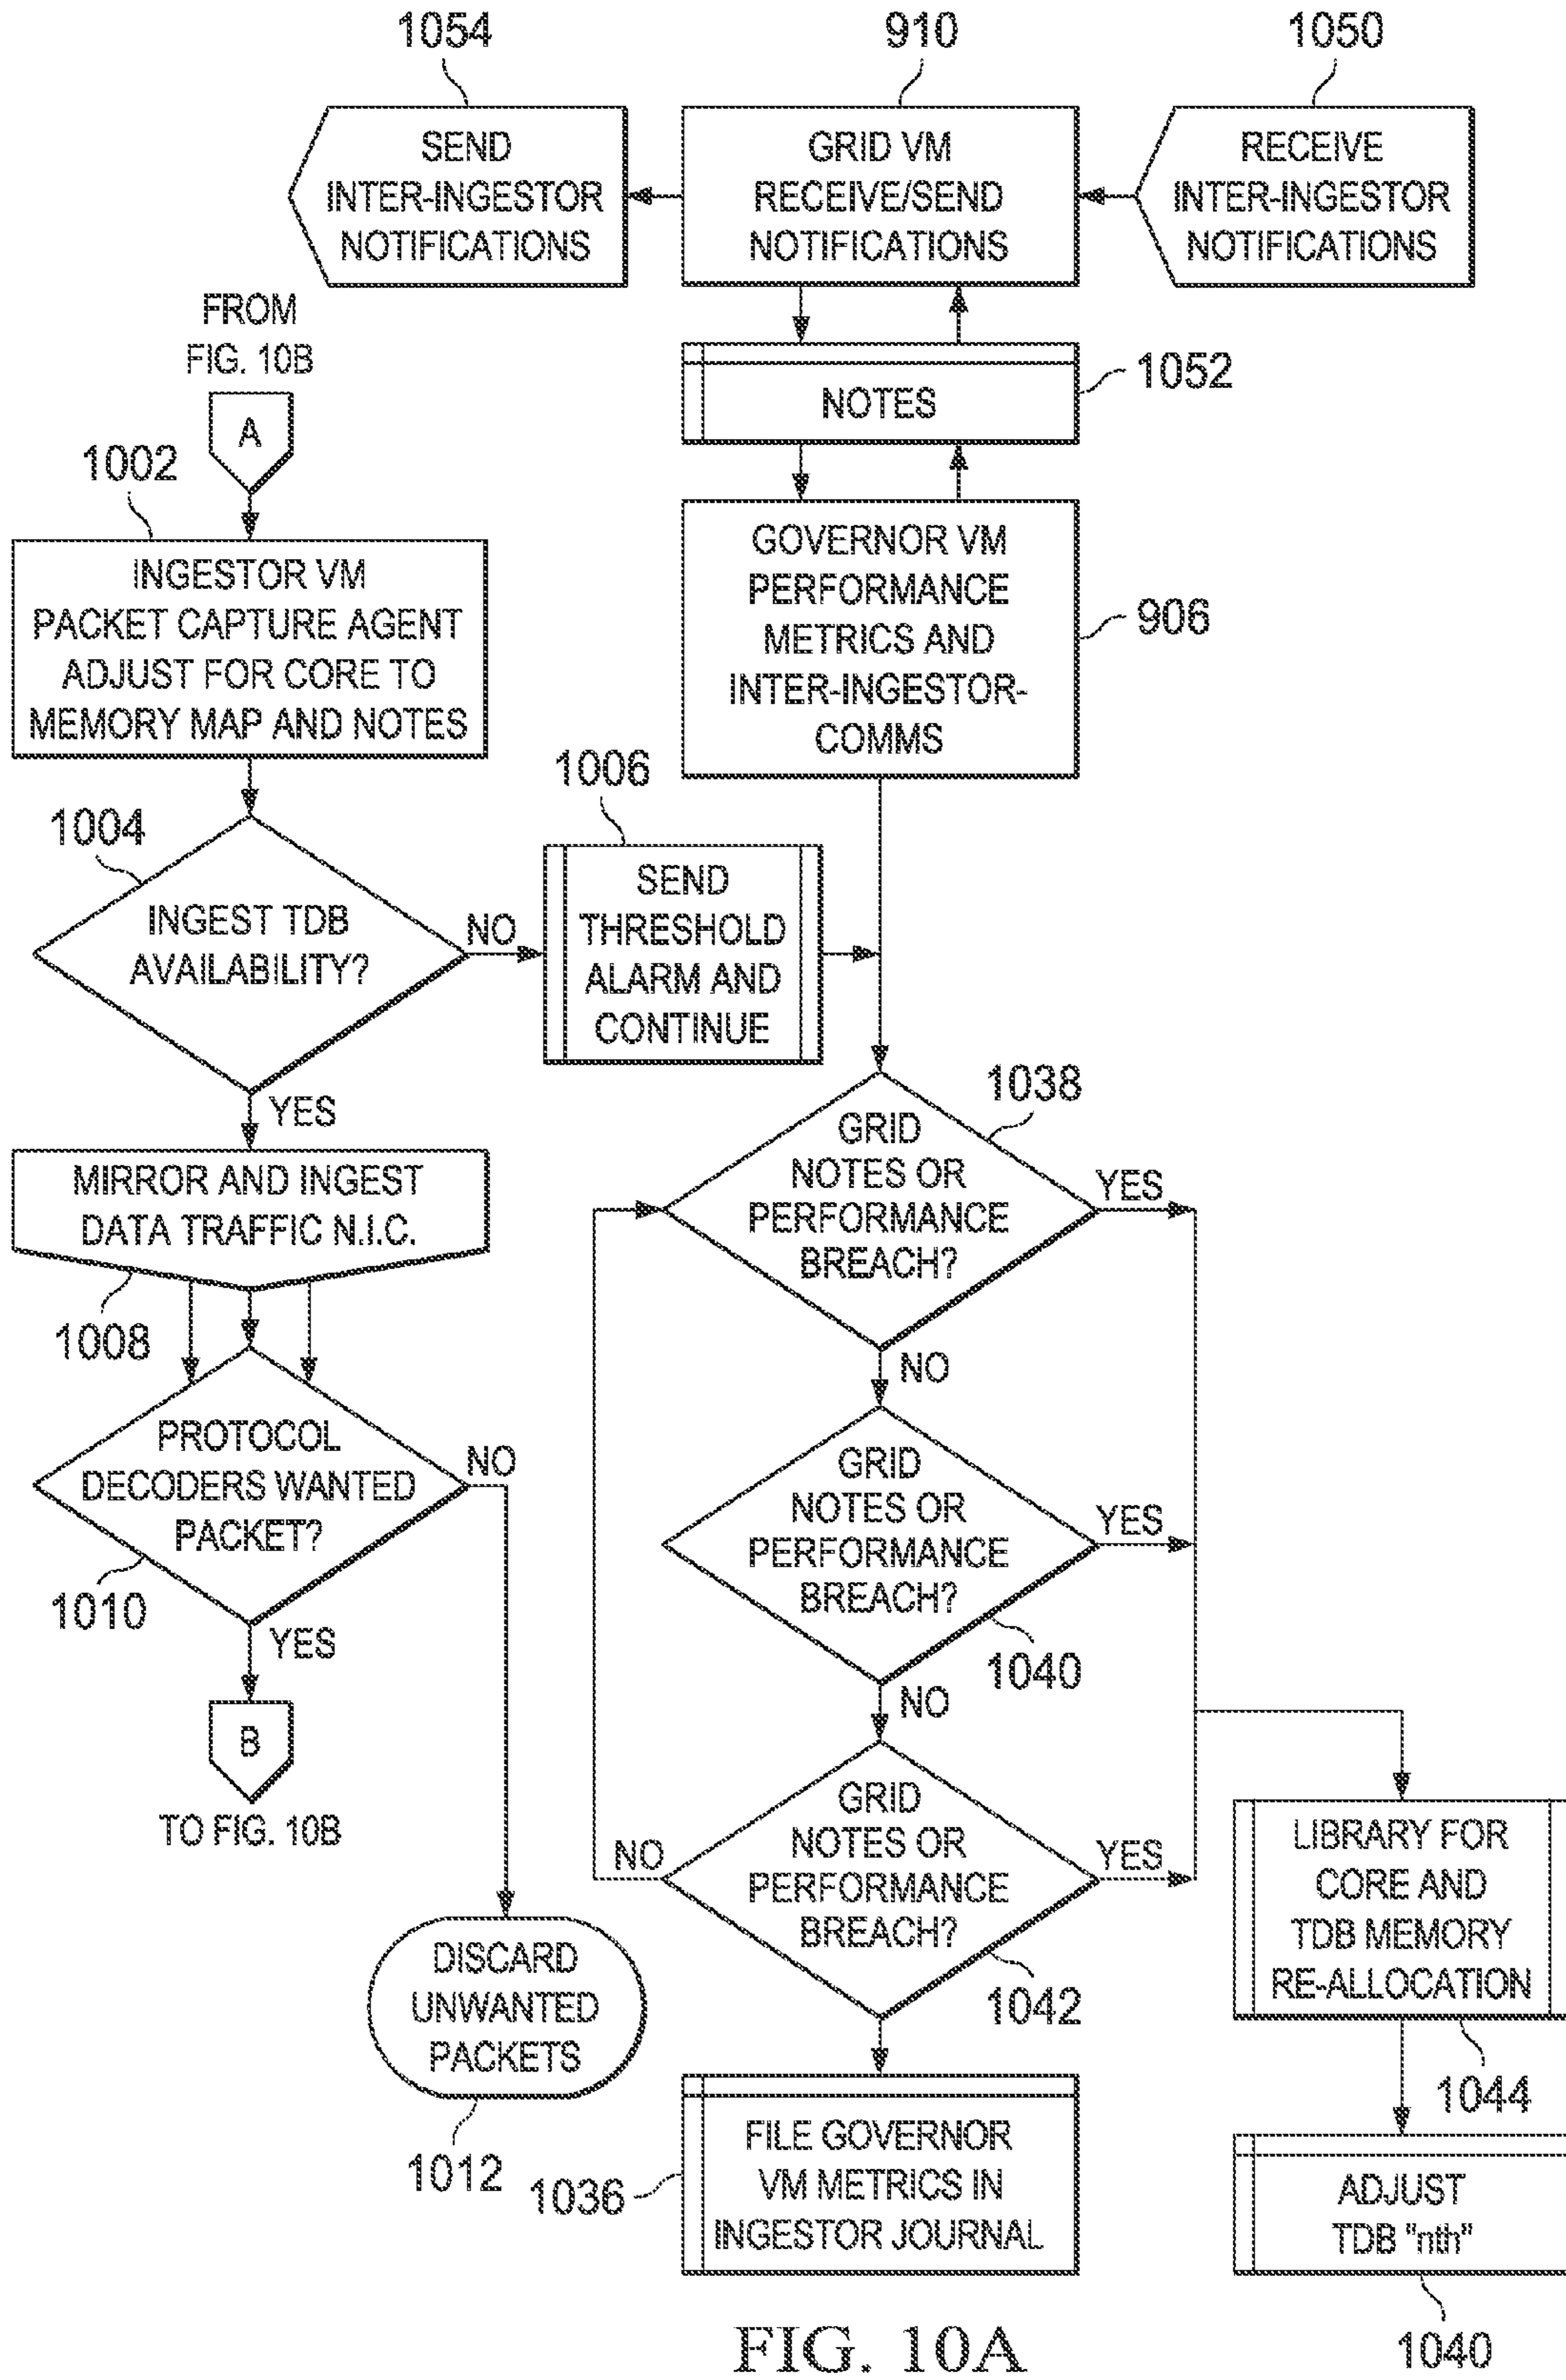 1054
910
1050
SEND
INTER-INGESTOR
NOTIFICATIONS
GRID VM
RECEIVE/SEND
NOTIFICATIONS
RECEIVE
INTER-INGESTOR
NOTIFICATIONS
FROM
FIG. 10B
A
NOTES
1052
1002
INGESTOR VM
PACKET CAPTURE AGENT
ADJUST FOR CORE TO
MEMORY MAP AND NOTES
GOVERNOR VM
PERFORMANCE
METRICS AND
INTER-INGESTOR-
COMMS
906
1004
INGEST TDB
AVAILABILITY?
NO
YES
1006
SEND
THRESHOLD
ALARM AND
CONTINUE
MIRROR AND INGEST
DATA TRAFFIC N.I.C.
1008
PROTOCOL
DECODERS WANTED
PACKET?
NO
1010
YES
B
TO FIG. 10B
DISCARD
UNWANTED
PACKETS
1012
1038
GRID
NOTES OR
PERFORMANCE
BREACH?
YES
NO
GRID
NOTES OR
PERFORMANCE
BREACH?
YES
1040
NO
GRID
NOTES OR
PERFORMANCE
BREACH?
NO
YES
1042
FILE GOVERNOR
VM METRICS IN
INGESTOR JOURNAL
1036
LIBRARY FOR
CORE AND
TDB MEMORY
RE-ALLOCATION
1044
ADJUST
TDB "nth"
1040
FIG. 10A